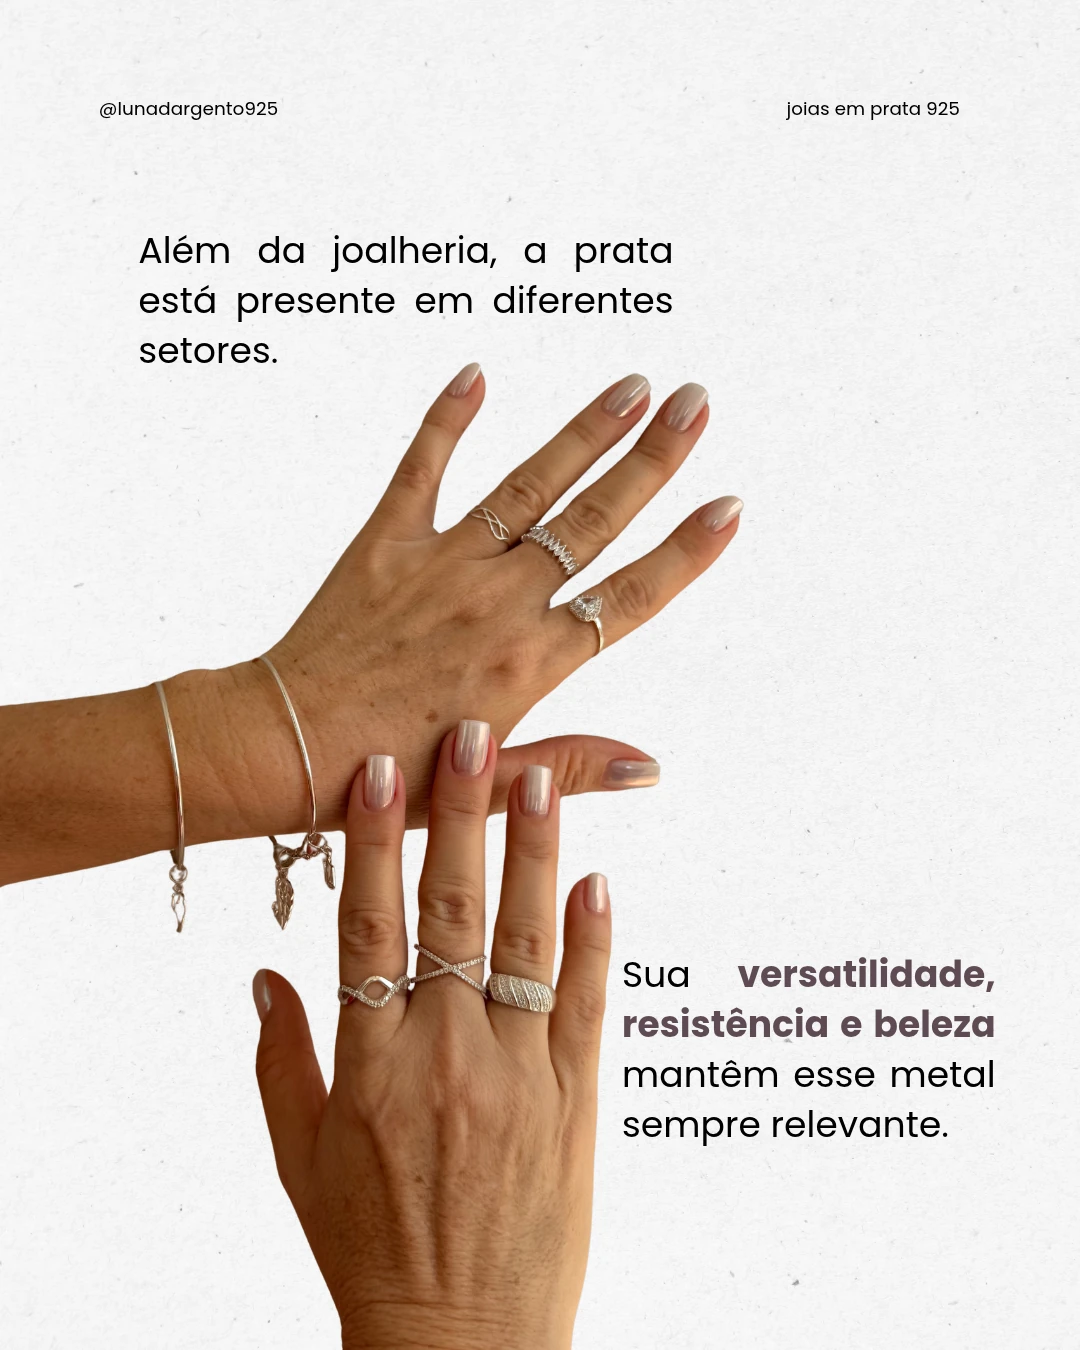 @lunadargento925
joias em prata 925
Além da joalheria, a prata
está presente em diferentes
setores.
Sua versatilidade,
resistência e beleza
mantêm esse metal
sempre relevante.